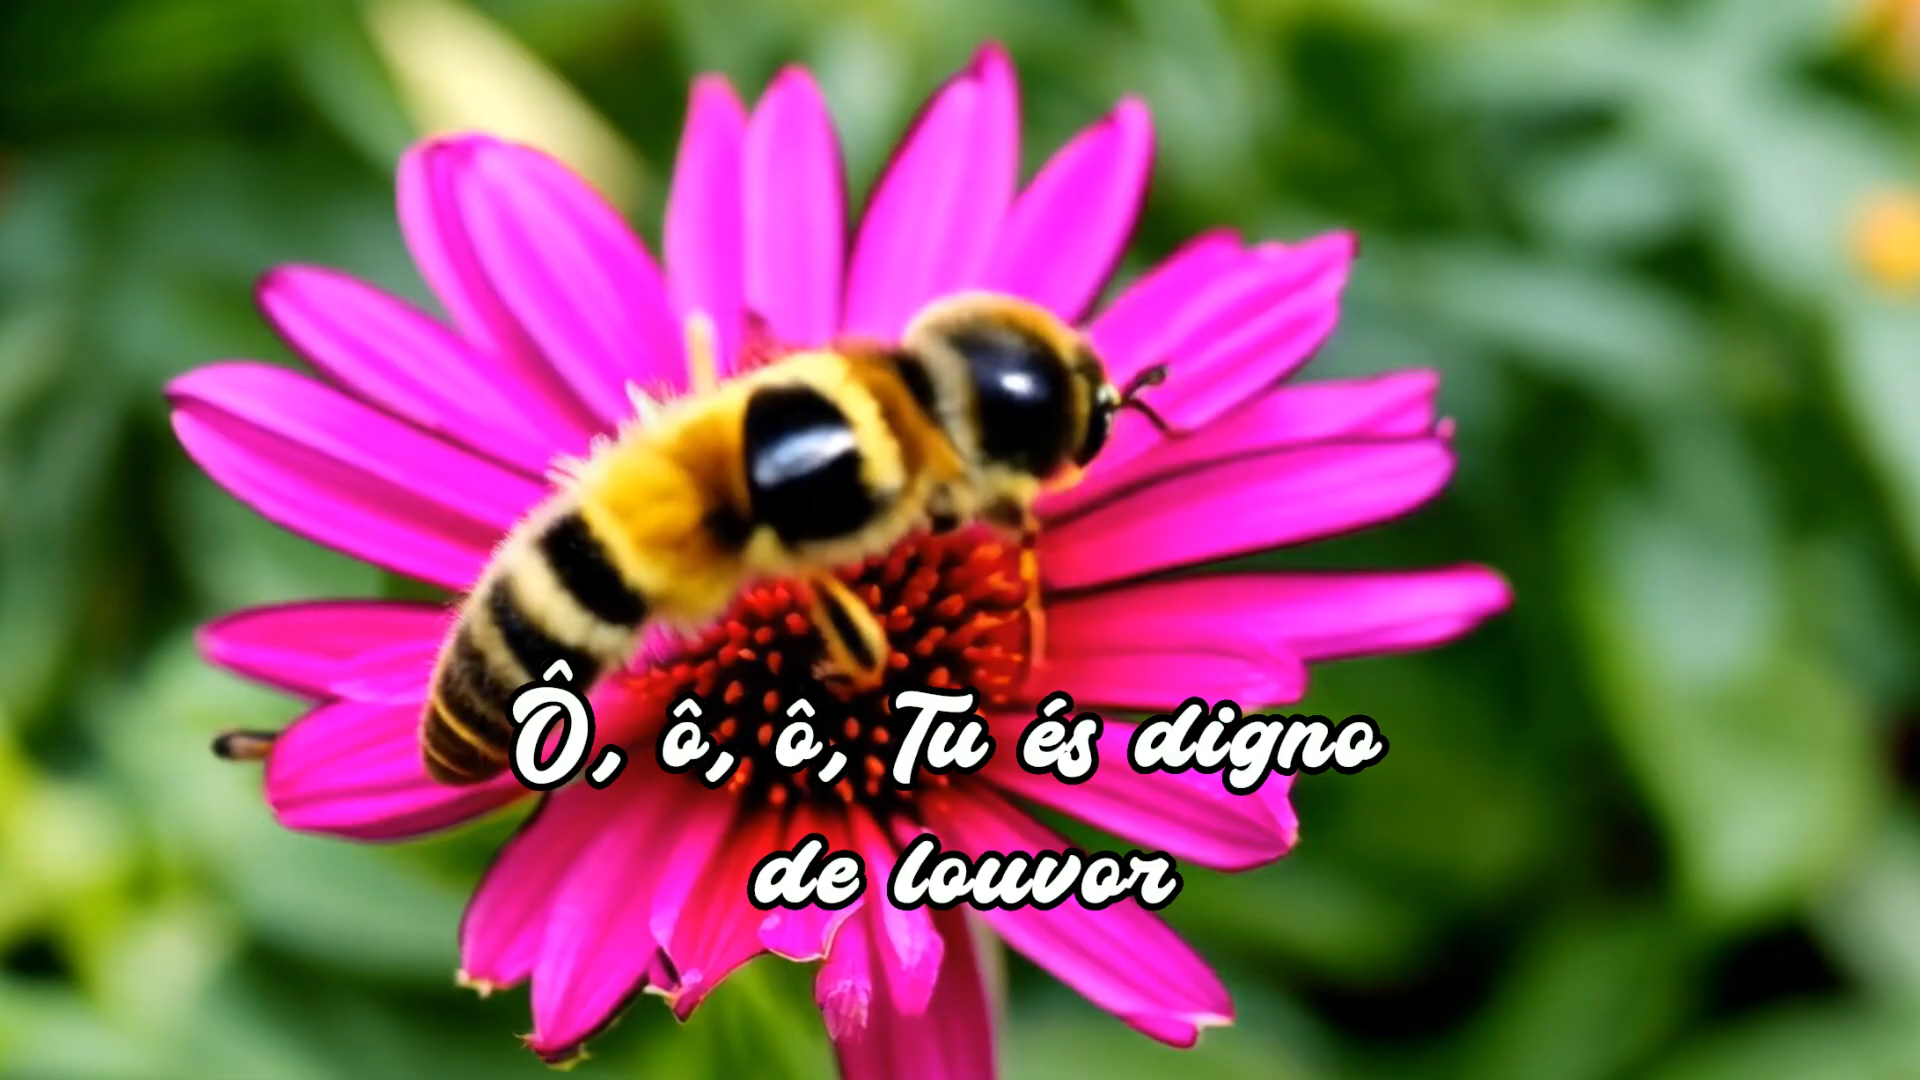 Ô, ô, ô, Tu és digno
de louvor